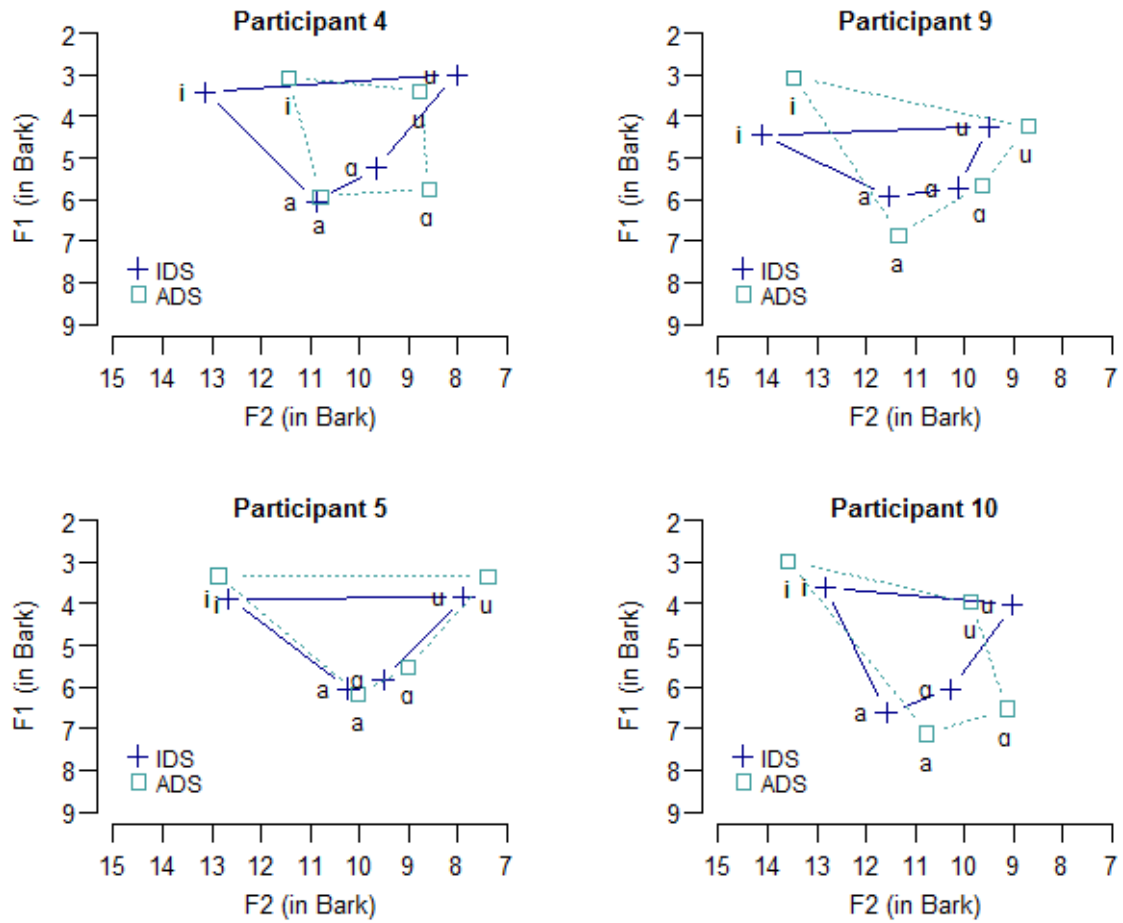 Participant 4
2
3
4
5
6
7
8
9
F1 (in Bark)
i
u
i
u
ɑ
a
a
ɑ
IDS
ADS
15 14 13 12 11 10 9 8 7
F2 (in Bark)
Participant 9
2
3
4
5
6
7
8
9
F1 (in Bark)
i
i
u
u
a
ɑ
ɑ
a
IDS
ADS
15 14 13 12 11 10 9 8 7
F2 (in Bark)
Participant 5
2
3
4
5
6
7
8
9
F1 (in Bark)
i
i
u
u
a
ɑ
ɑ
a
IDS
ADS
15 14 13 12 11 10 9 8 7
F2 (in Bark)
Participant 10
2
3
4
5
6
7
8
9
F1 (in Bark)
i
i
u
u
a
ɑ
ɑ
a
IDS
ADS
15 14 13 12 11 10 9 8 7
F2 (in Bark)